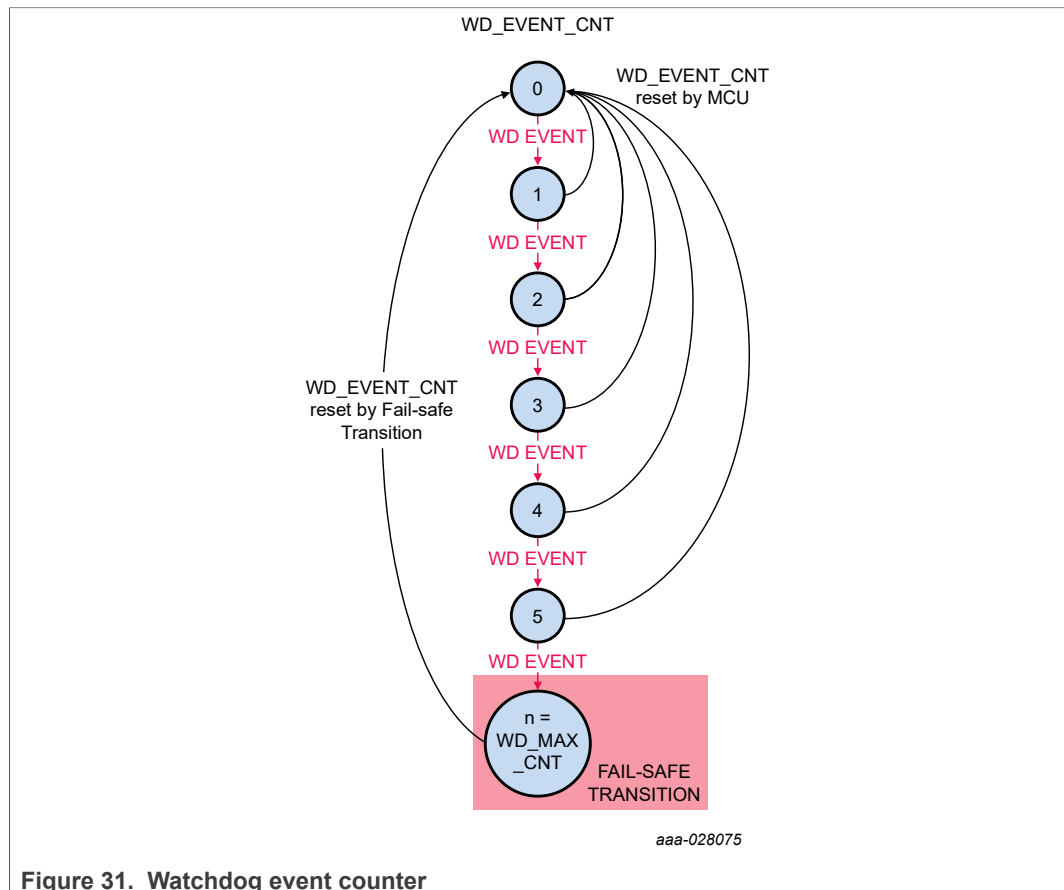 WD_EVENT_CNT
0
WD_EVENT_CNT
reset by MCU
WD EVENT
1
WD EVENT
2
WD EVENT
3
WD_EVENT_CNT
reset by Fail-safe
Transition
WD EVENT
4
WD EVENT
5
WD EVENT
n =
WD_MAX
_CNT
FAIL-SAFE
TRANSITION
aaa-028075
Figure 31. Watchdog event counter